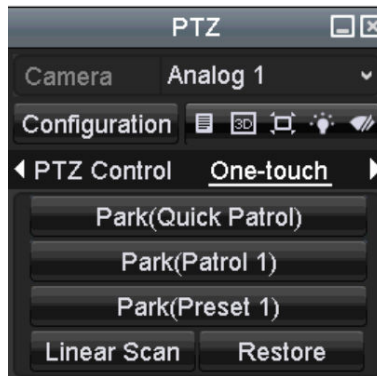 PTZ
Camera Analog 1
Configuration 3D
PTZ Control One-touch
Park(Quick Patrol)
Park(Patrol 1)
Park(Preset 1)
Linear Scan Restore